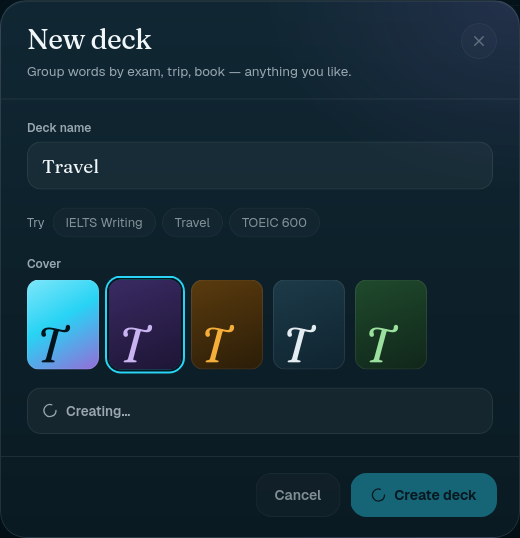 New deck
Group words by exam, trip, book — anything you like.
Deck name
Travel
Try IELTS Writing Travel TOEIC 600
Cover
T T T T T
Creating...
Cancel Create deck